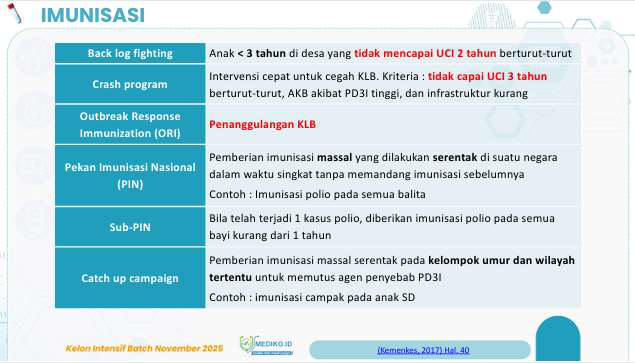 IMUNISASI
Back log fighting
Anak < 3 tahun di desa yang tidak mencapai UCI 2 tahun berturut-turut
Crash program
Intervensi cepat untuk cegah KLB. Kriteria : tidak capai UCI 3 tahun
berturut-turut, AKB akibat PD3I tinggi, dan infrastruktur kurang
Outbreak Response
Immunization (ORI)
Penanggulangan KLB
Pekan Imunisasi Nasional
(PIN)
Pemberian imunisasi massal yang dilakukan serentak di suatu negara
dalam waktu singkat tanpa memandang imunisasi sebelumnya
Contoh : Imunisasi polio pada semua balita
Sub-PIN
Bila telah terjadi 1 kasus polio, diberikan imunisasi polio pada semua
bayi kurang dari 1 tahun
Catch up campaign
Pemberian imunisasi massal serentak pada kelompok umur dan wilayah
tertentu untuk memutus agen penyebab PD3I
Contoh : imunisasi campak pada anak SD
Kelon Intensif Batch November 2025
MEDIKO.ID
(Kemenkes, 2017) Hal. 40